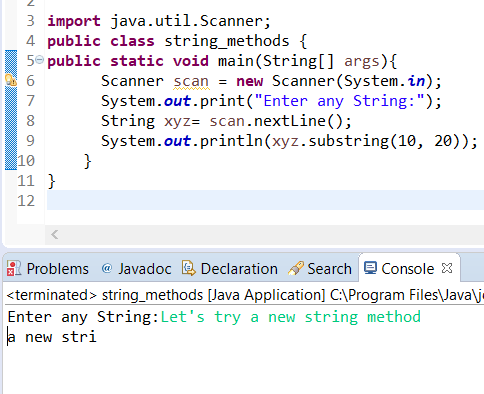 2
3 import java.util.Scanner;
4 public class string_methods {
5 public static void main(String[] args){
6 Scanner scan = new Scanner(System.in);
7 System.out.print("Enter any String:");
8 String xyz= scan.nextLine();
9 System.out.println(xyz.substring(10, 20));
10 }
11 }
12
Problems @ Javadoc Declaration Search Console
<terminated> string_methods [Java Application] C:\Program Files\Java\j
Enter any String:Let's try a new string method
a new stri